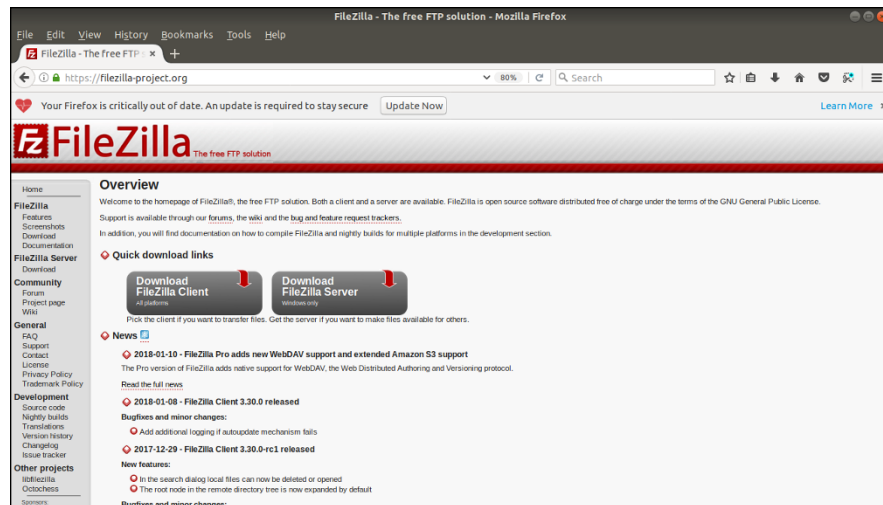 FileZilla - The free FTP solution - Mozilla Firefox
File Edit View History Bookmarks Tools Help
FileZilla - The free FTP s
https://filezilla-project.org 80% Search
Your Firefox is critically out of date. An update is required to stay secure Update Now Learn More
FileZilla The free FTP solution
Home
FileZilla
Features
Screenshots
Download
Documentation
FileZilla Server
Download
Community
Forum
Project page
Wiki
General
FAQ
Support
Contact
License
Privacy Policy
Trademark Policy
Development
Source code
Nightly builds
Translations
Version history
Changelog
Issue tracker
Other projects
libfilezilla
Octochess
Sponsors:
Overview
Welcome to the homepage of FileZilla®, the free FTP solution. Both a client and a server are available. FileZilla is open source software distributed free of charge under the terms of the GNU General Public License.
Support is available through our forums, the wiki and the bug and feature request trackers.
In addition, you will find documentation on how to compile FileZilla and nightly builds for multiple platforms in the development section.
Quick download links
Download
FileZilla Client
All platforms
Download
FileZilla Server
Windows only
Pick the client if you want to transfer files. Get the server if you want to make files available for others.
News
2018-01-10 - FileZilla Pro adds new WebDAV support and extended Amazon S3 support
The Pro version of FileZilla adds native support for WebDAV, the Web Distributed Authoring and Versioning protocol.
Read the full news
2018-01-08 - FileZilla Client 3.30.0 released
Bugfixes and minor changes:
Add additional logging if autoupdate mechanism fails
2017-12-29 - FileZilla Client 3.30.0-rc1 released
New features:
In the search dialog local files can now be deleted or opened
The root node in the remote directory tree is now expanded by default
Bugfixes and minor changes: